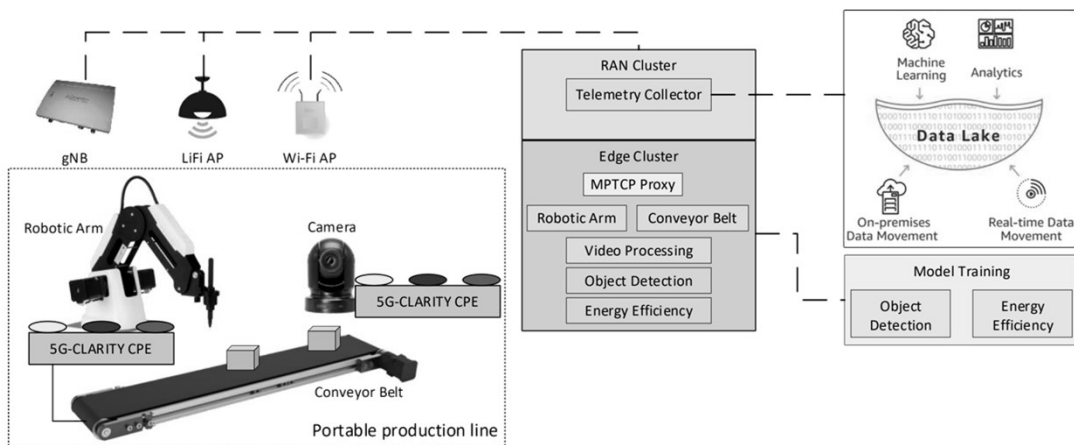 gNB
LiFi AP
Wi-Fi AP
Robotic Arm
Camera
5G-CLARITY CPE
5G-CLARITY CPE
Conveyor Belt
Portable production line
RAN Cluster
Telemetry Collector
Edge Cluster
MPTCP Proxy
Robotic Arm
Conveyor Belt
Video Processing
Object Detection
Energy Efficiency
Machine
Learning
Analytics
Data Lake
On-premises
Data Movement
Real-time Data
Movement
Model Training
Object
Detection
Energy
Efficiency